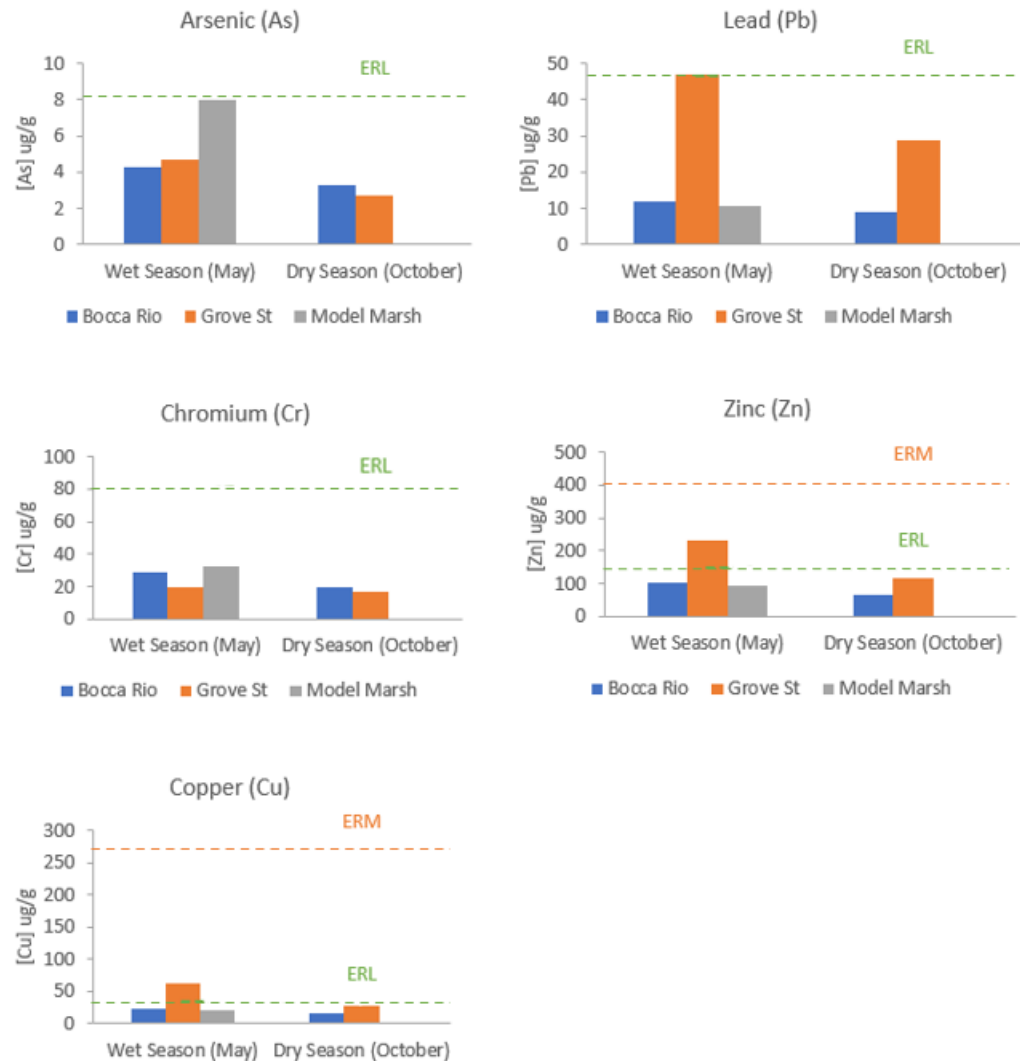 Arsenic (As)
10
8
6
4
2
0
[As] ug/g
ERL
Wet Season (May) Dry Season (October)
Bocca Rio Grove St Model Marsh
Lead (Pb)
50
40
30
20
10
0
[Pb] ug/g
ERL
Wet Season (May) Dry Season (October)
Bocca Rio Grove St Model Marsh
Chromium (Cr)
100
80
60
40
20
0
[Cr] ug/g
ERL
Wet Season (May) Dry Season (October)
Bocca Rio Grove St Model Marsh
Zinc (Zn)
500
400
300
200
100
0
[Zn] ug/g
ERM
ERL
Wet Season (May) Dry Season (October)
Bocca Rio Grove St Model Marsh
Copper (Cu)
300
250
200
150
100
50
0
[Cu] ug/g
ERM
ERL
Wet Season (May) Dry Season (October)